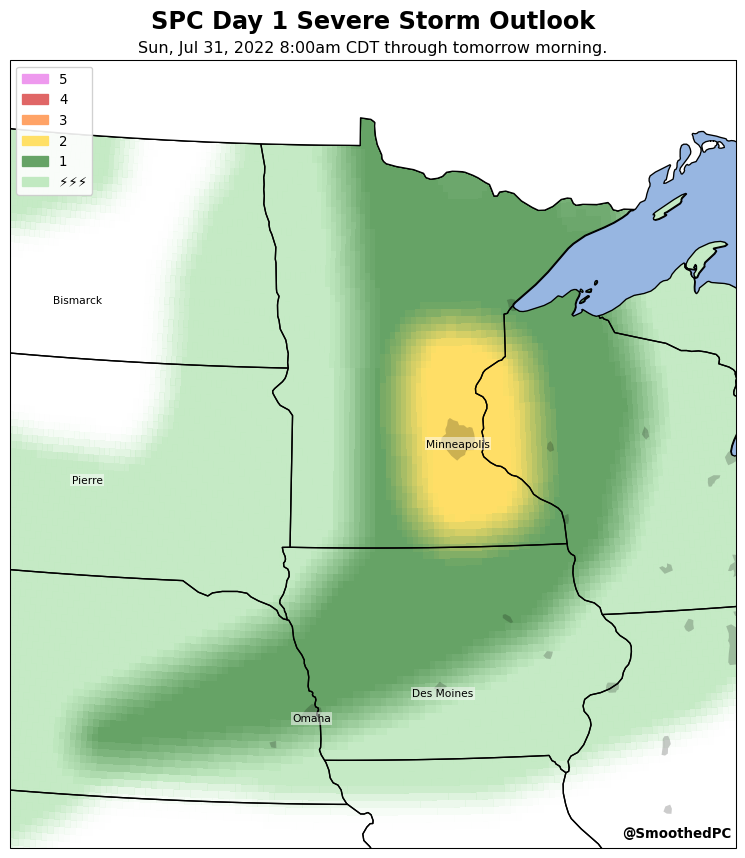 SPC Day 1 Severe Storm Outlook
Sun, Jul 31, 2022 8:00am CDT through tomorrow morning.
5
4
3
2
1
⚡⚡⚡
Bismarck
Minneapolis
Pierre
Des Moines
Omaha
@SmoothedPC